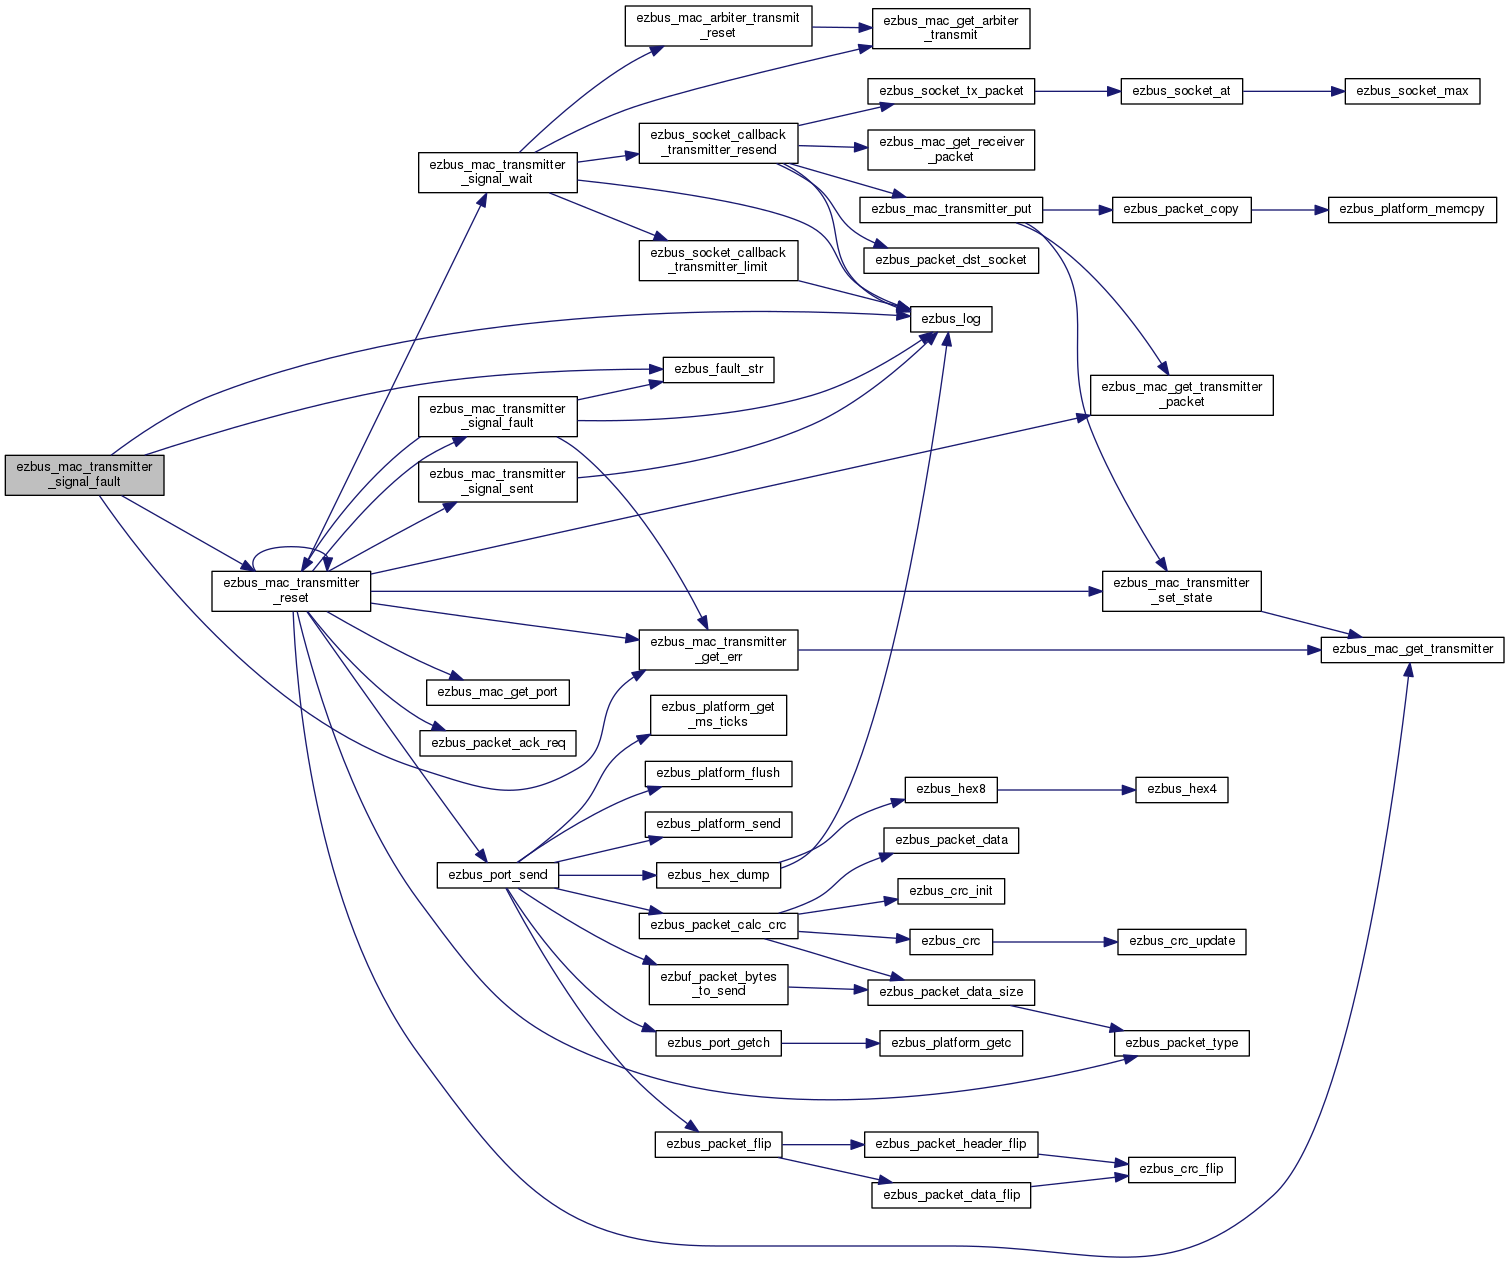 ezbus_mac_transmitter
_signal_fault
ezbus_mac_transmitter
_reset
ezbus_mac_transmitter
_signal_wait
ezbus_mac_transmitter
_signal_fault
ezbus_mac_transmitter
_signal_sent
ezbus_mac_get_port
ezbus_packet_ack_req
ezbus_port_send
ezbus_mac_arbiter_transmit
_reset
ezbus_socket_callback
_transmitter_resend
ezbus_socket_callback
_transmitter_limit
ezbus_fault_str
ezbus_mac_transmitter
_get_err
ezbus_platform_get
_ms_ticks
ezbus_platform_flush
ezbus_platform_send
ezbus_hex_dump
ezbus_packet_calc_crc
ezbuf_packet_bytes
_to_send
ezbus_port_getch
ezbus_packet_flip
ezbus_mac_get_arbiter
_transmit
ezbus_socket_tx_packet
ezbus_mac_get_receiver
_packet
ezbus_mac_transmitter_put
ezbus_packet_dst_socket
ezbus_log
ezbus_hex8
ezbus_packet_data
ezbus_crc_init
ezbus_crc
ezbus_packet_data_size
ezbus_platform_getc
ezbus_packet_header_flip
ezbus_packet_data_flip
ezbus_socket_at
ezbus_packet_copy
ezbus_mac_get_transmitter
_packet
ezbus_mac_transmitter
_set_state
ezbus_hex4
ezbus_crc_update
ezbus_packet_type
ezbus_crc_flip
ezbus_socket_max
ezbus_platform_memcpy
ezbus_mac_get_transmitter